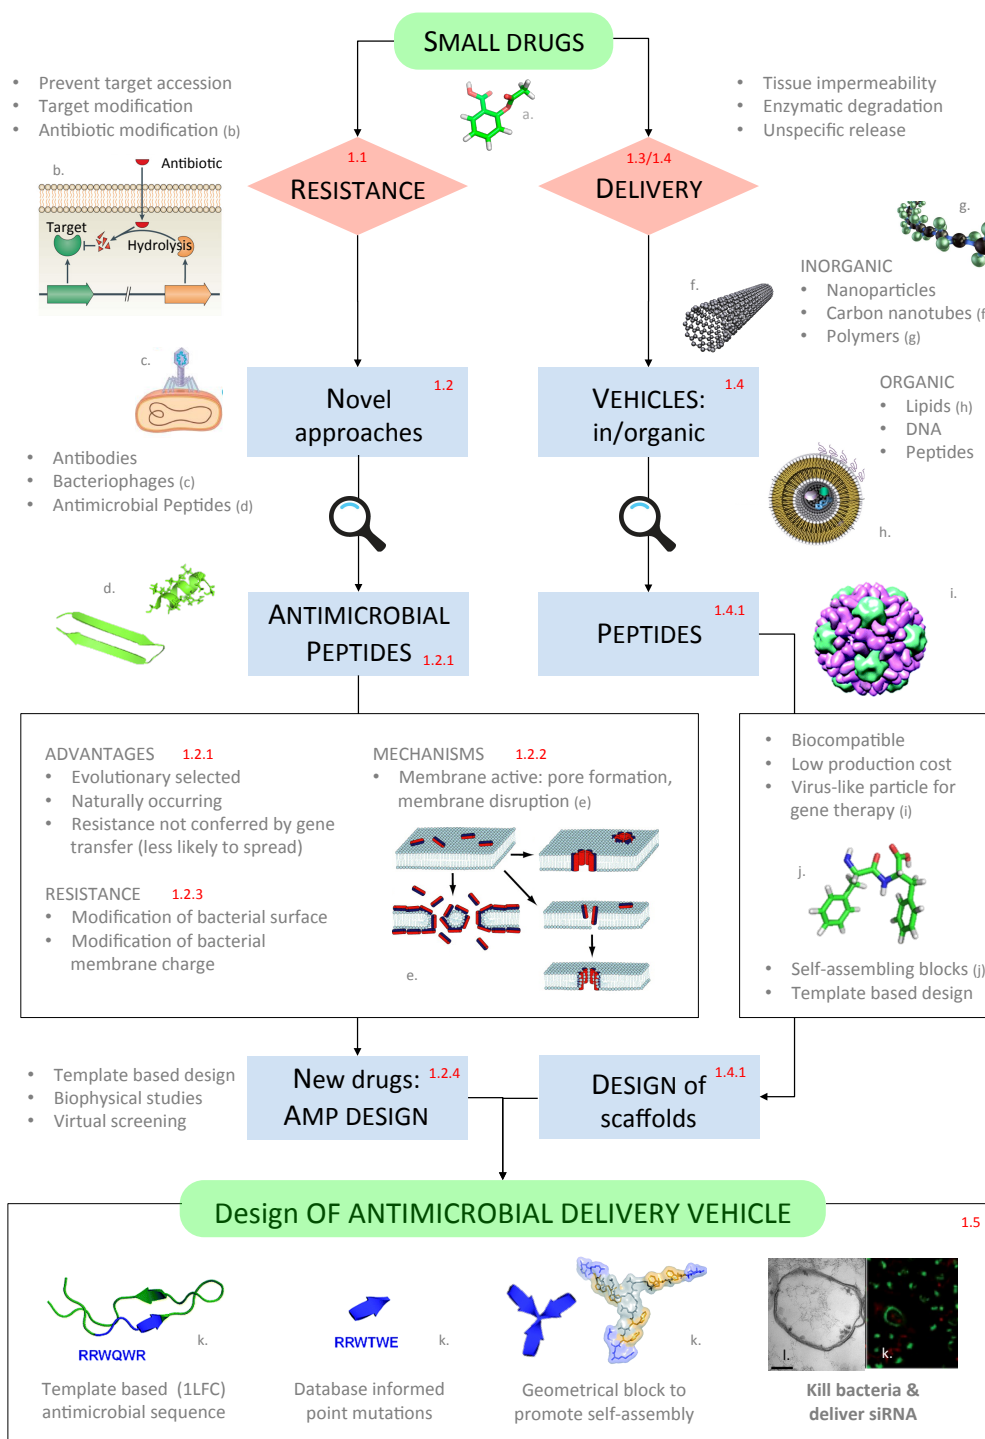 SMALL DRUGS
a.
• Prevent target accession
• Target modification
• Antibiotic modification (b)
• Tissue impermeability
• Enzymatic degradation
• Unspecific release
b.
Antibiotic
Target
Hydrolysis
1.1
RESISTANCE
1.3/1.4
DELIVERY
g.
INORGANIC
• Nanoparticles
• Carbon nanotubes (f
• Polymers (g)
f.
c.
1.2
Novel
approaches
1.4
VEHICLES:
in/organic
ORGANIC
• Lipids (h)
• DNA
• Peptides
• Antibodies
• Bacteriophages (c)
• Antimicrobial Peptides (d)
h.
d.
ANTIMICROBIAL
PEPTIDES 1.2.1
1.4.1
PEPTIDES
i.
ADVANTAGES 1.2.1
• Evolutionary selected
• Naturally occurring
• Resistance not conferred by gene
transfer (less likely to spread)
RESISTANCE 1.2.3
• Modification of bacterial surface
• Modification of bacterial
membrane charge
MECHANISMS 1.2.2
• Membrane active: pore formation,
membrane disruption (e)
e.
• Biocompatible
• Low production cost
• Virus-like particle for
gene therapy (i)
j.
• Self-assembling blocks (j)
• Template based design
• Template based design
• Biophysical studies
• Virtual screening
New drugs: 1.2.4
AMP DESIGN
1.4.1
DESIGN of
scaffolds
Design OF ANTIMICROBIAL DELIVERY VEHICLE
1.5
RRWQWR
k.
Template based (1LFC)
antimicrobial sequence
RRWTWE
k.
Database informed
point mutations
k.
Geometrical block to
promote self-assembly
l.
k.
Kill bacteria &
deliver siRNA